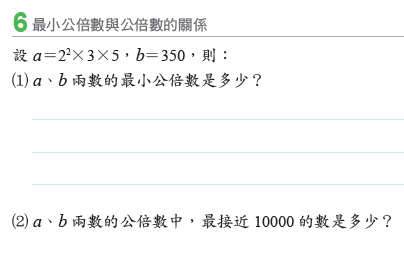 6 最小公倍數與公倍數的關係
設 a=2²×3×5,b=350,則:
⑴ a、b 兩數的最小公倍數是多少?
⑵ a、b 兩數的公倍數中,最接近 10000 的數是多少?